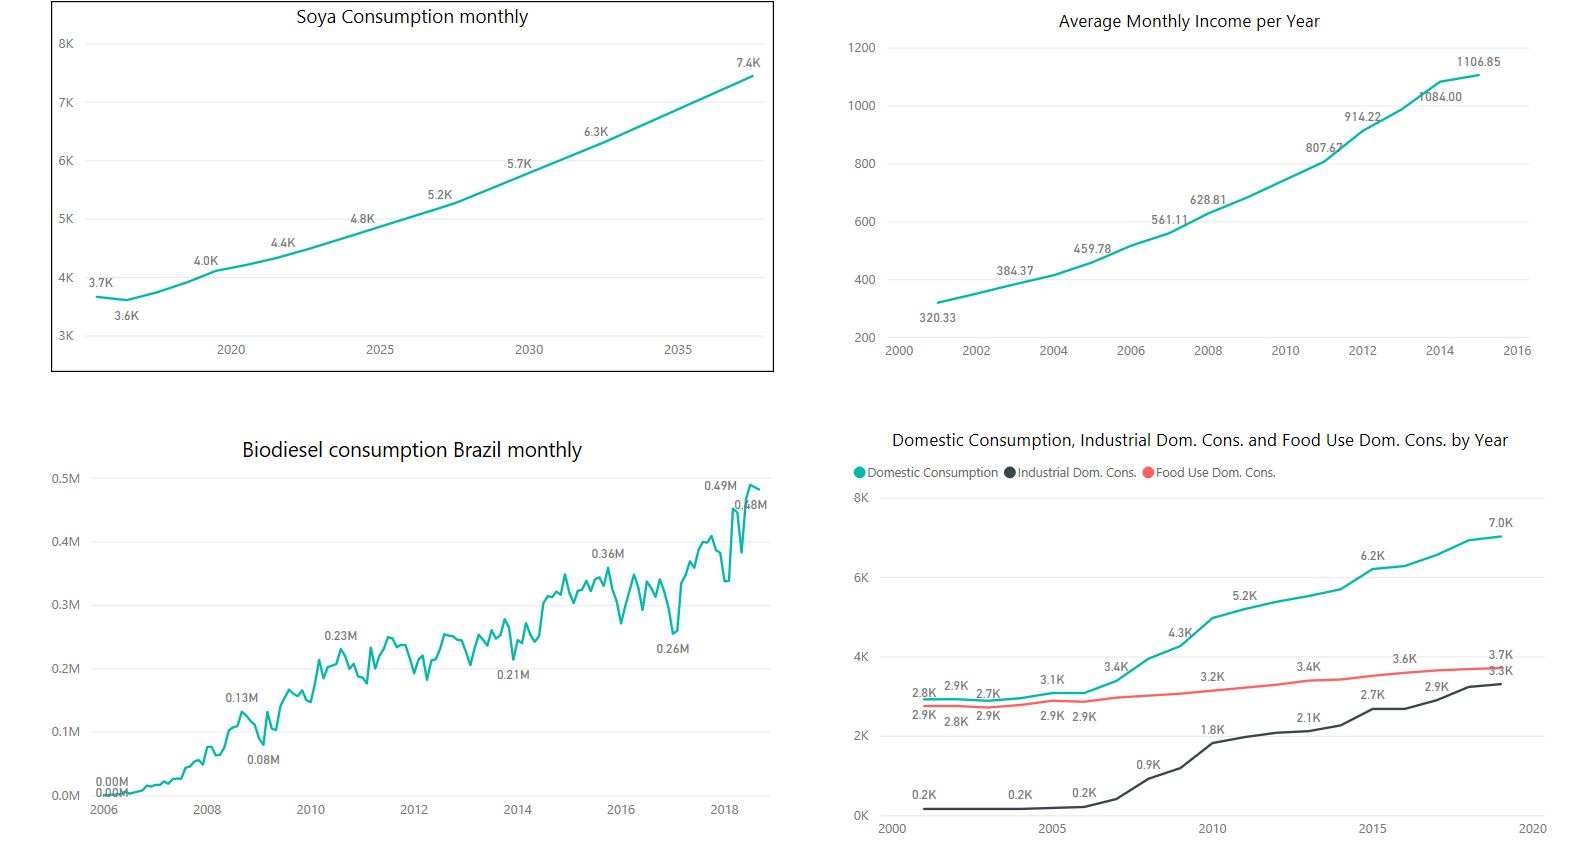 Soya Consumption monthly
8K
7K
6K
5K
4K
3K
3.7K
3.6K
4.0K
4.4K
4.8K
5.2K
5.7K
6.3K
7.4K
2020 2025 2030 2035
Average Monthly Income per Year
1200
1000
800
600
400
200
320.33
384.37
459.78
561.11
628.81
807.67
914.22
1084.00
1106.85
2000 2002 2004 2006 2008 2010 2012 2014 2016
Biodiesel consumption Brazil monthly
0.5M
0.4M
0.3M
0.2M
0.1M
0.0M
0.00M
0.00M
0.13M
0.08M
0.23M
0.21M
0.36M
0.26M
0.49M
0.48M
2006 2008 2010 2012 2014 2016 2018
Domestic Consumption, Industrial Dom. Cons. and Food Use Dom. Cons. by Year
Domestic Consumption Industrial Dom. Cons. Food Use Dom. Cons.
8K
6K
4K
2K
0K
2.8K 2.9K 2.7K 3.1K 3.4K 4.3K 5.2K 6.2K 7.0K
2.9K 2.8K 2.9K 2.9K 2.9K 3.2K 3.4K 3.6K 3.7K
0.2K 0.2K 0.2K 0.9K 1.8K 2.1K 2.7K 2.9K 3.3K
2000 2005 2010 2015 2020